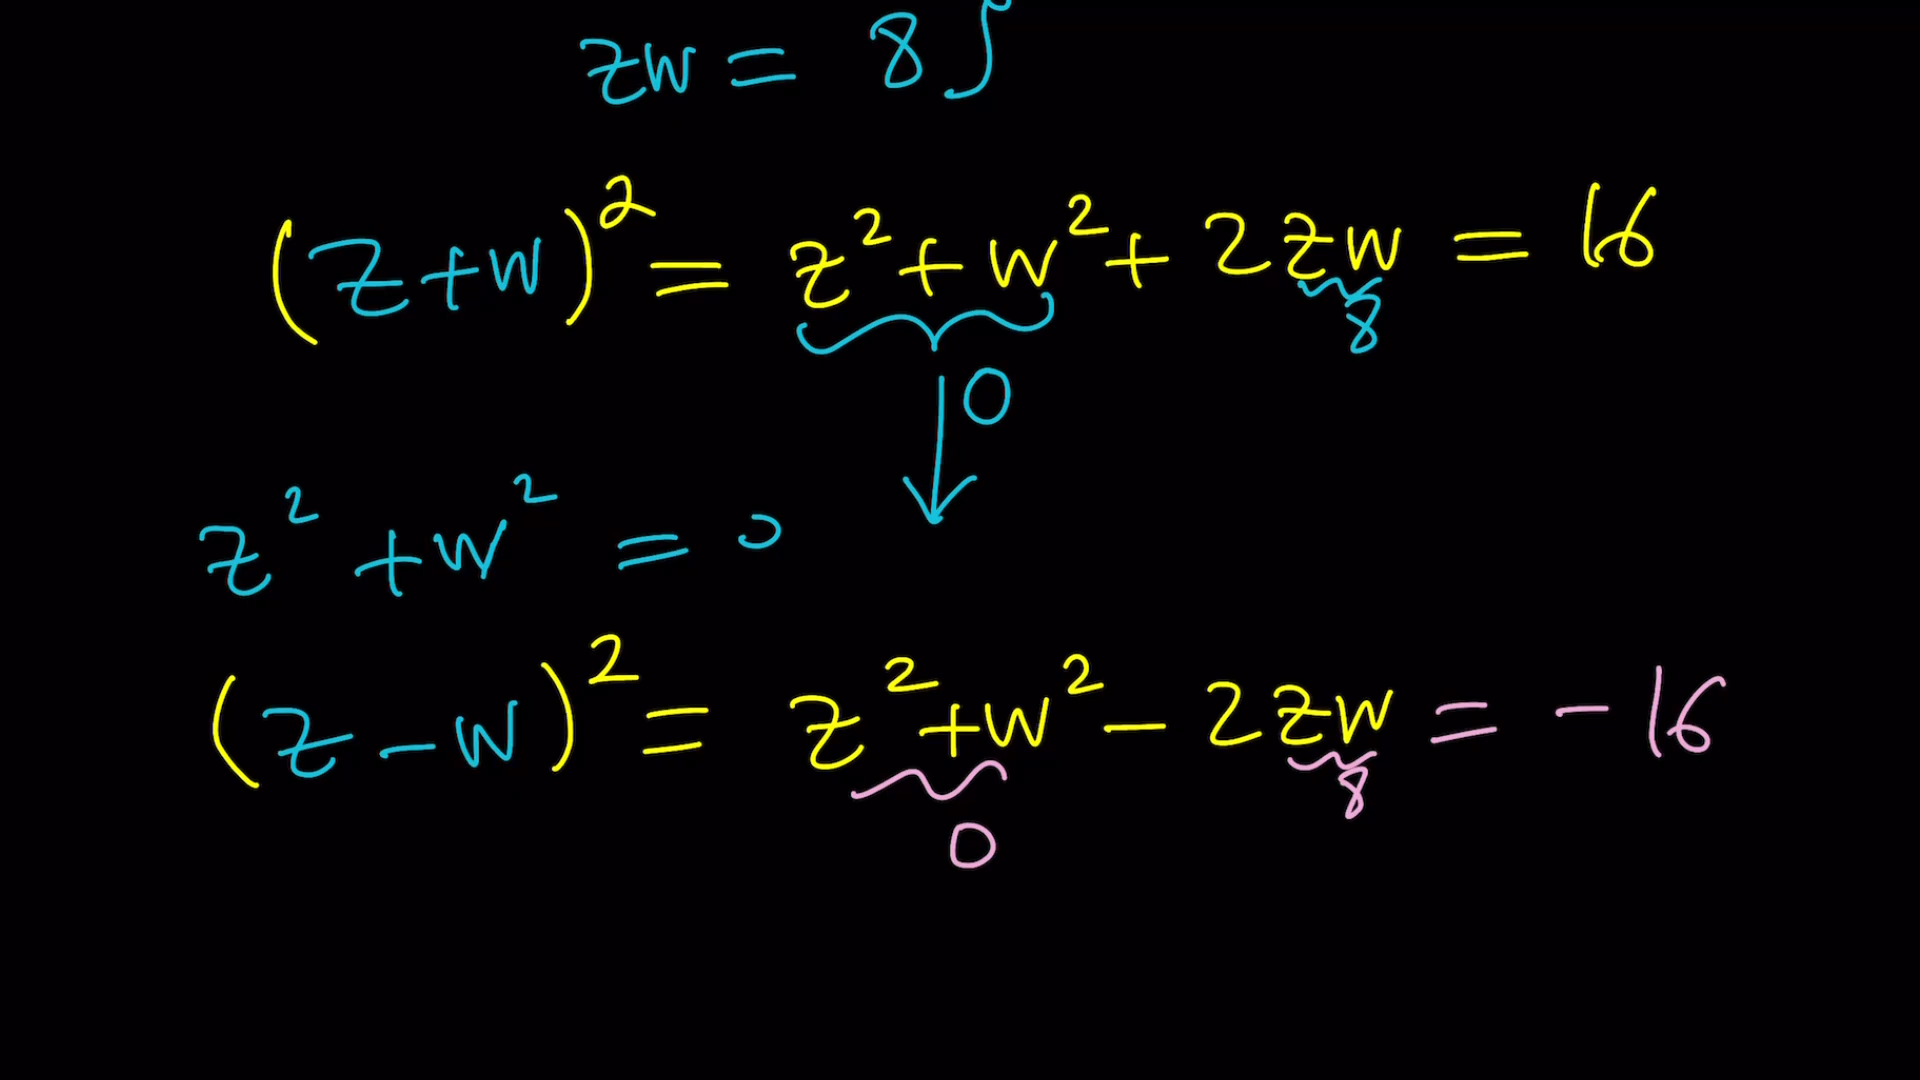 zw = 8
(z+w)² = z²+w²+ 2zw = 16
8
0
z² +w² = 0
(z-w)² = z²+w²- 2zw = -16
8
0